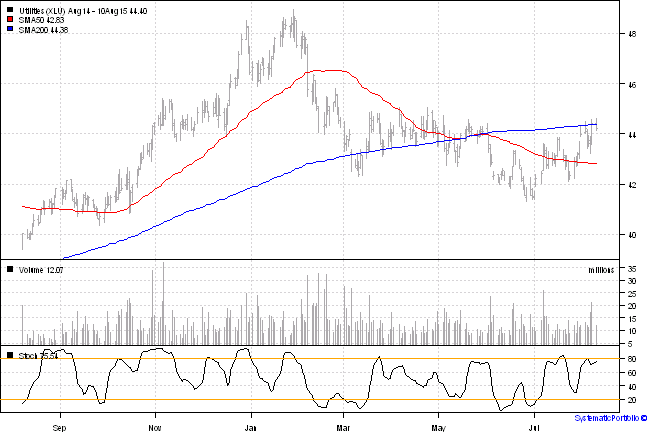 Utilities (XLU) Aug 14 - 10Aug 15 44.40
SMA50 42.83
SMA200 44.38
48
46
44
42
40
Volume 12.07
millions
35
30
25
20
15
10
5
Stoch 75.54
80
60
40
20
Sep
Nov
Jan
Mar
May
Jul
SystematicPortfolio ©